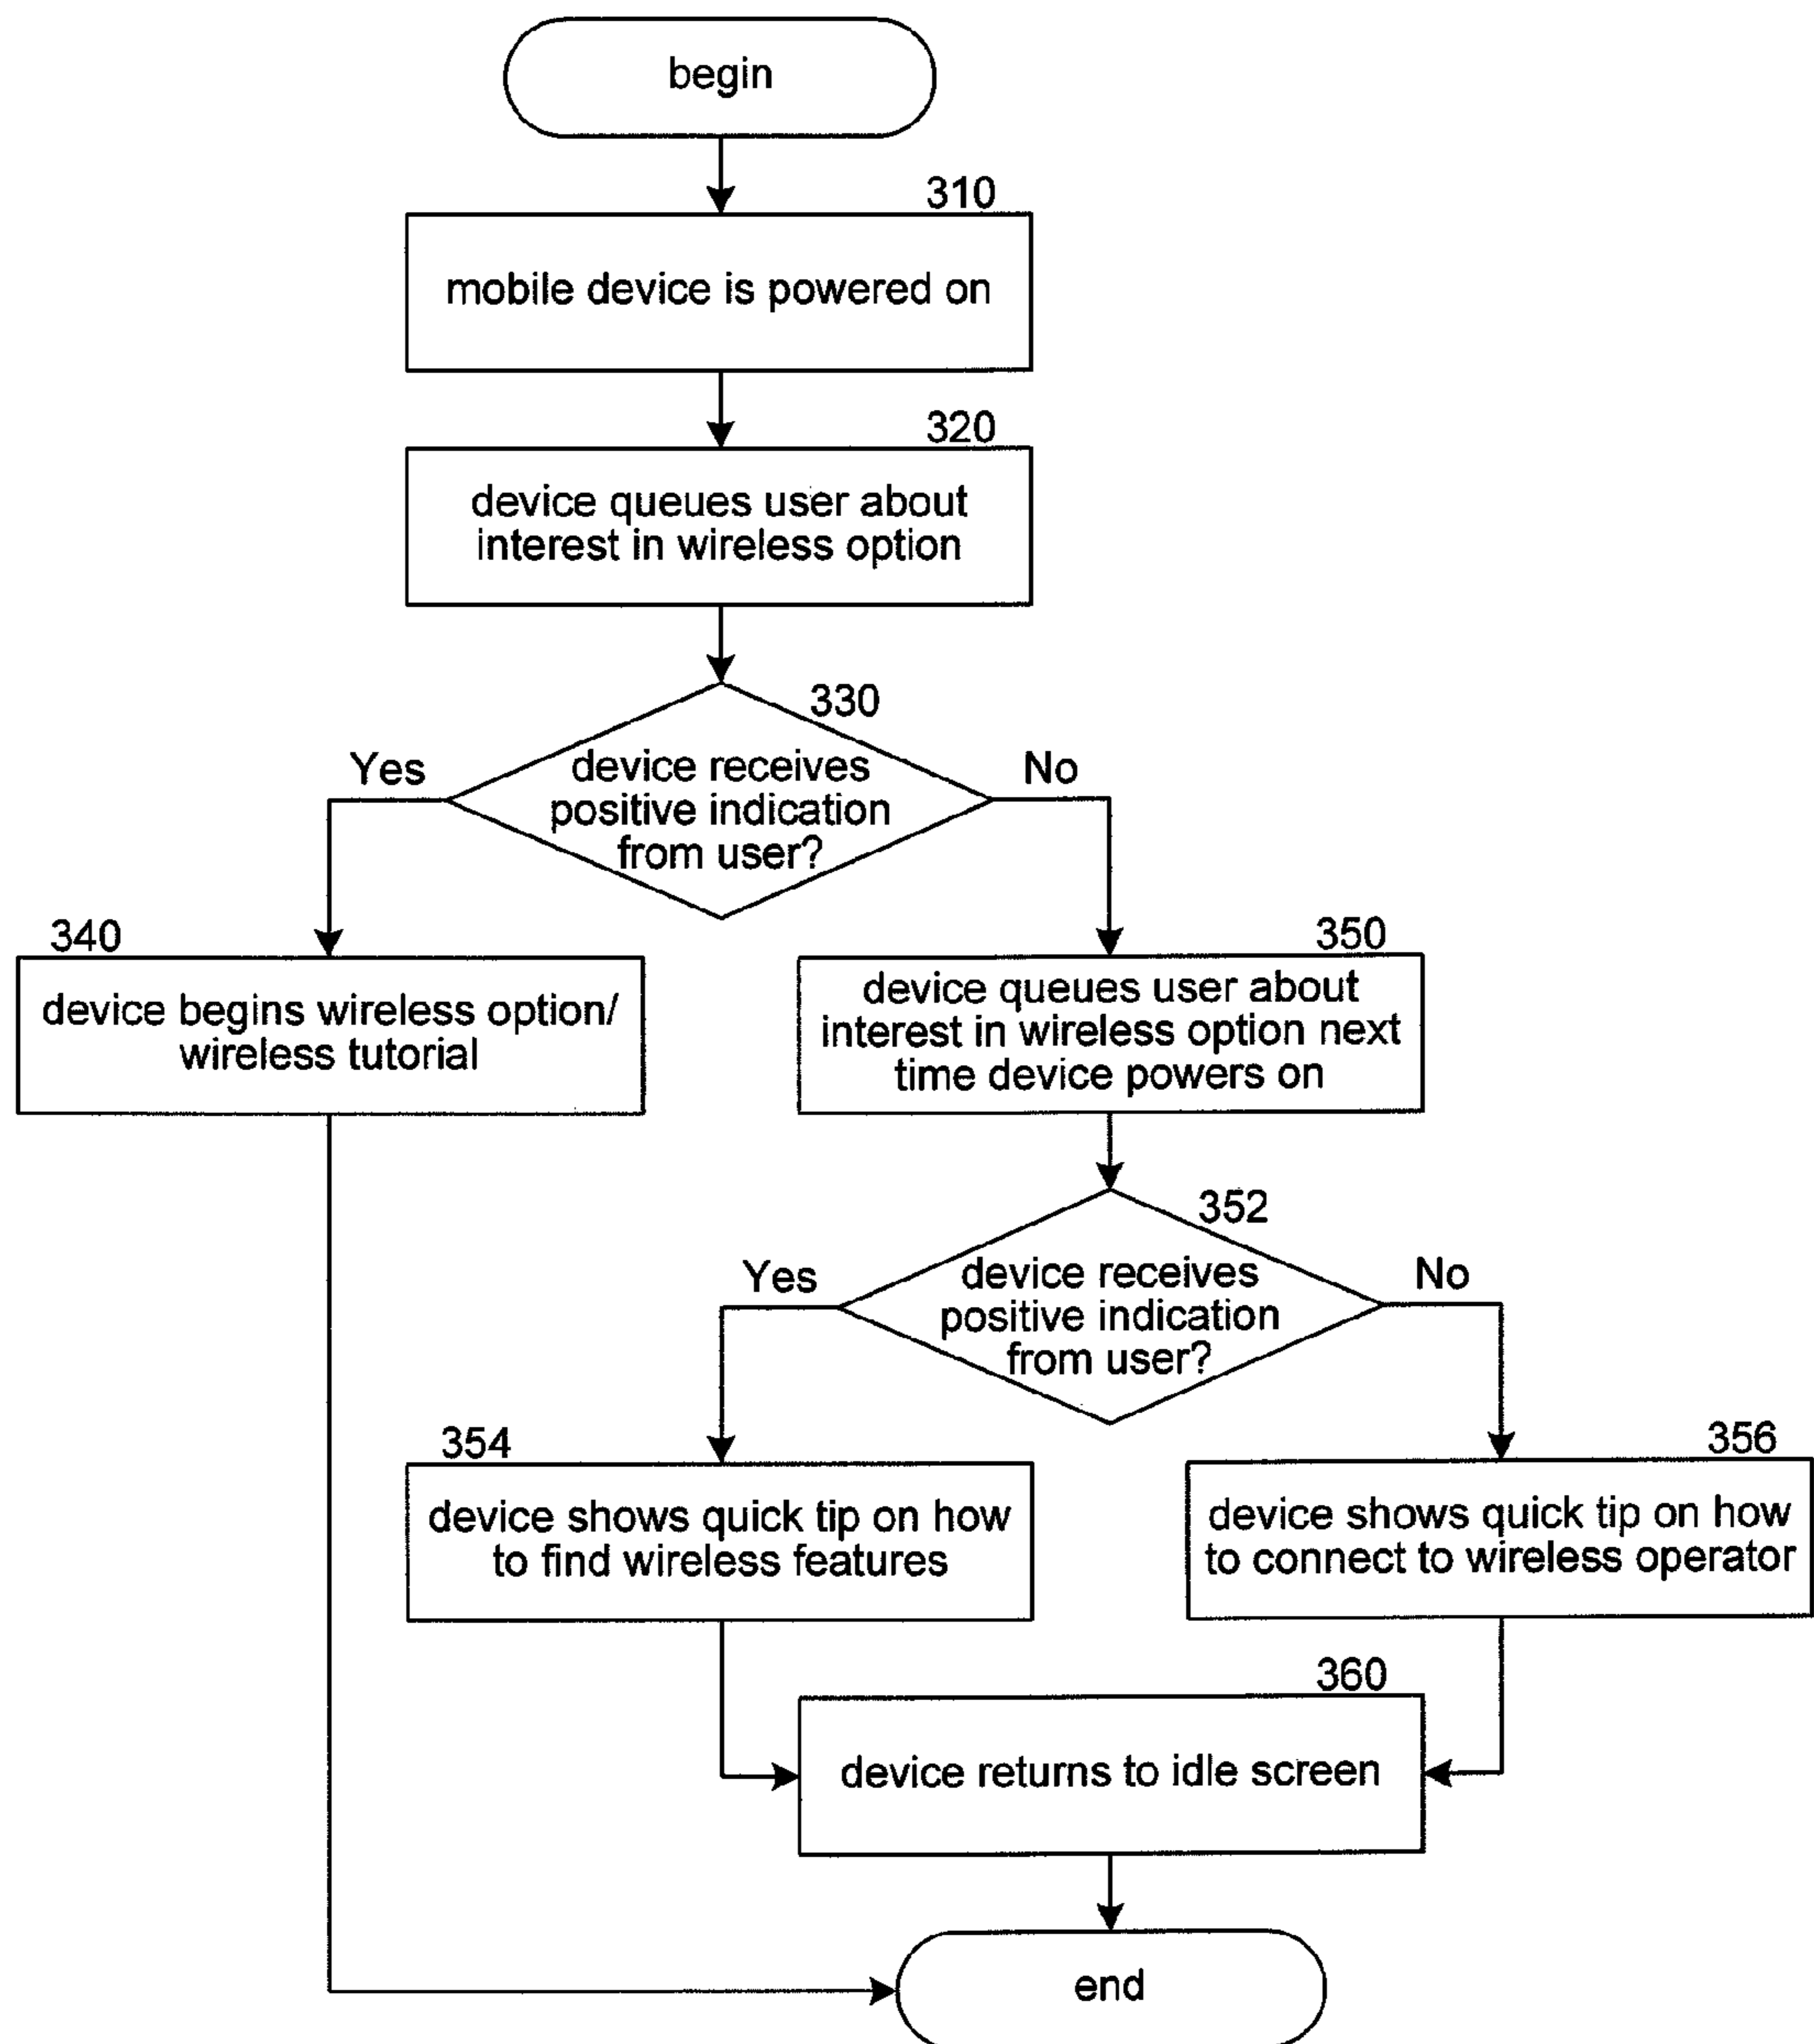 begin
310
mobile device is powered on
320
device queues user about
interest in wireless option
330
Yes
No
device receives
positive indication
from user?
340
device begins wireless option/
wireless tutorial
350
device queues user about
interest in wireless option next
time device powers on
352
Yes
No
device receives
positive indication
from user?
354
device shows quick tip on how
to find wireless features
356
device shows quick tip on how
to connect to wireless operator
360
device returns to idle screen
end